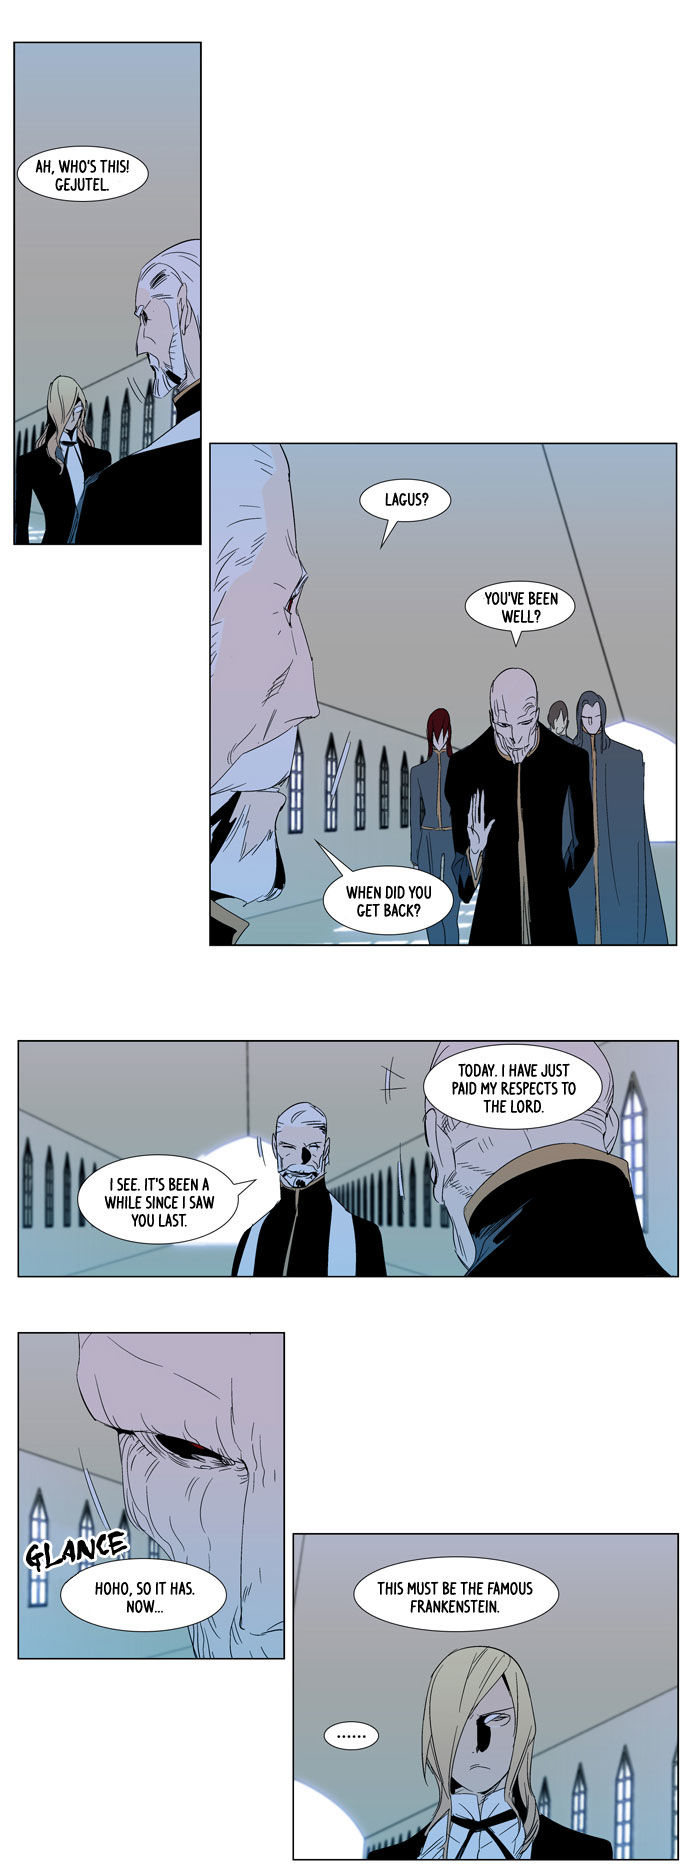 AH, WHO'S THIS!
GEJUTEL.
LAGUS?
YOU'VE BEEN
WELL?
WHEN DID YOU
GET BACK?
TODAY. I HAVE JUST
PAID MY RESPECTS TO
THE LORD.
I SEE. IT'S BEEN A
WHILE SINCE I SAW
YOU LAST.
GLANCE
HOHO, SO IT HAS.
NOW...
THIS MUST BE THE FAMOUS
FRANKENSTEIN.
......